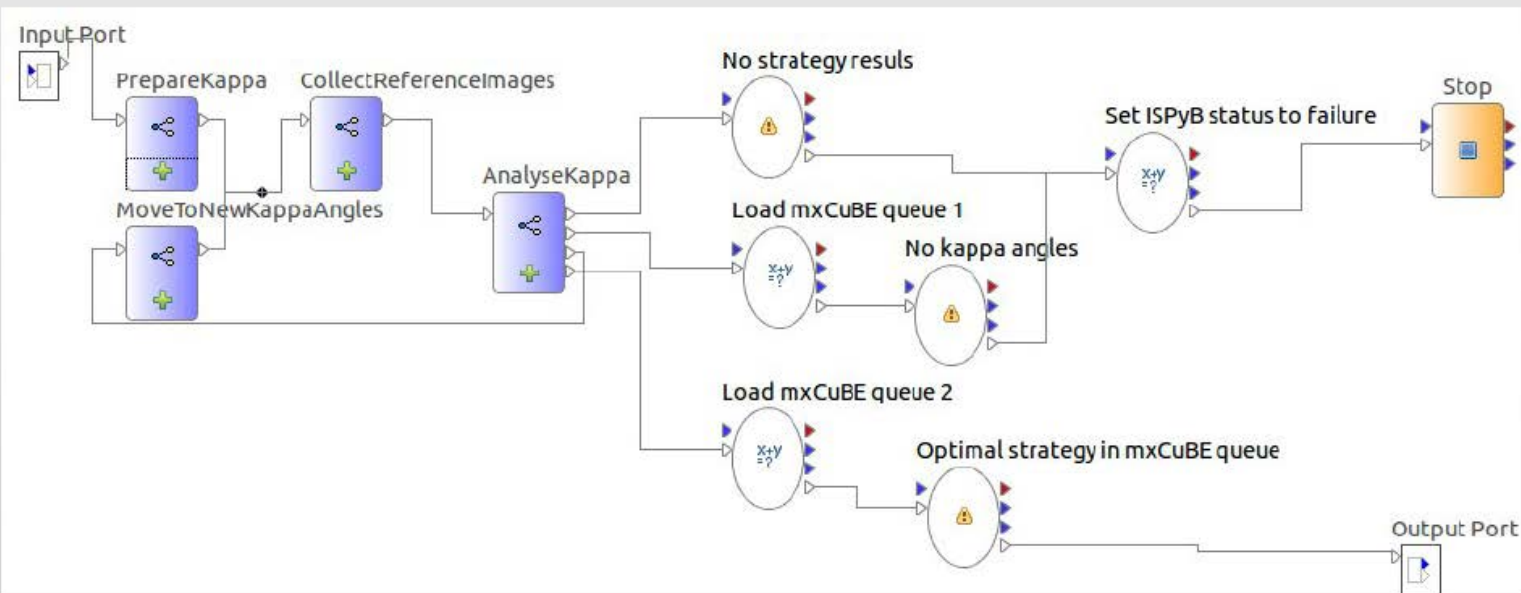 Input Port
PrepareKappa
CollectReferenceImages
MoveToNewKappaAngles
AnalyseKappa
No strategy resuls
Load mxCuBE queue 1
No kappa angles
Load mxCuBE queue 2
Optimal strategy in mxCuBE queue
Set ISPyB status to failure
Stop
Output Port
x+y
=?
x+y
=?
x+y
=?